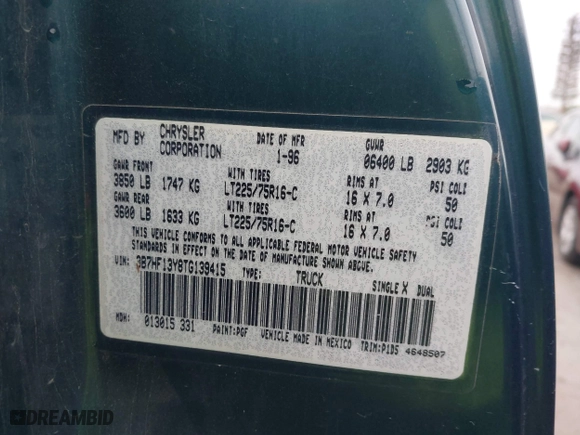 MFD BY CHRYSLER CORPORATION DATE OF MFR 1-96 GVWR 06400 LB 2903 KG
GAWR FRONT WITH TIRES RIMS AT PSI COLD
3850 LB 1747 KG LT225/75R16-C 16 X 7.0 50
GAWR REAR WITH TIRES RIMS AT PSI COLD
3600 LB 1633 KG LT225/75R16-C 16 X 7.0 50
THIS VEHICLE CONFORMS TO ALL APPLICABLE FEDERAL MOTOR VEHICLE SAFETY
STANDARDS IN EFFECT ON THE DATE OF MANUFACTURE SHOWN ABOVE.
VIN: 3B7HF13Y8TG139415 TYPE: TRUCK SINGLE X DUAL
MDH: 013015 331 PAINT:PGF VEHICLE MADE IN MEXICO TRIM:P1D5 4648507
DREAMBID